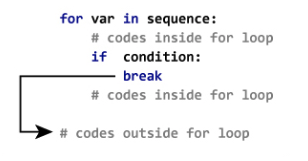 for var in sequence:
# codes inside for loop
if condition:
break
# codes inside for loop
# codes outside for loop